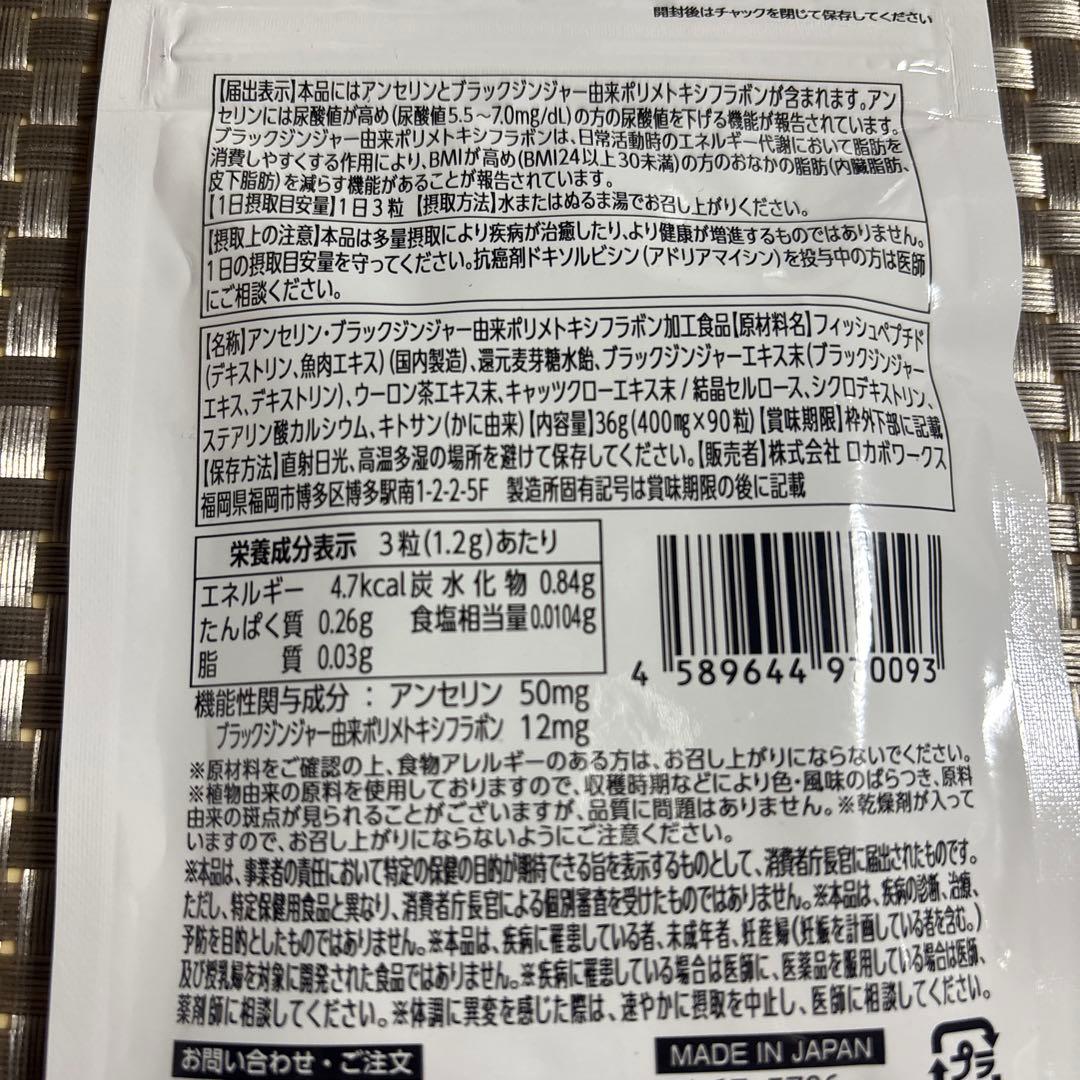 開封後はチャックを閉じて保存してください
【届出表示】本品にはアンセリンとブラックジンジャー由来ポリメトキシフラボンが含まれます。アン
セリンには尿酸値が高め(尿酸値5.5～7.0mg/dL)の方の尿酸値を下げる機能が報告されています。
ブラックジンジャー由来ポリメトキシフラボンは、日常活動時のエネルギー代謝において脂肪を
消費しやすくする作用により、BMIが高め(BMI24以上30未満)の方のおなかの脂肪(内臓脂肪、
皮下脂肪)を減らす機能があることが報告されています。
【1日摂取目安量】1日3粒 【摂取方法】水またはぬるま湯でお召し上がりください。
【摂取上の注意】本品は多量摂取により疾病が治癒したり、より健康が増進するものではありません。
1日の摂取目安量を守ってください。抗癌剤ドキソルビシン(アドリアマイシン)を投与中の方は医師
にご相談ください。
【名称】アンセリン・ブラックジンジャー由来ポリメトキシフラボン加工食品【原材料名】フィッシュペプチド
(デキストリン、魚肉エキス)(国内製造)、還元麦芽糖水飴、ブラックジンジャーエキス末(ブラックジンジャー
エキス、デキストリン)、ウーロン茶エキス末、キャッツクローエキス末/結晶セルロース、シクロデキストリン、
ステアリン酸カルシウム、キトサン(かに由来)【内容量】36g(400mg×90粒)【賞味期限】枠外下部に記載
【保存方法】直射日光、高温多湿の場所を避けて保存してください。【販売者】株式会社 ロカボワークス
福岡県福岡市博多区博多駅南1-2-2-5F 製造所固有記号は賞味期限の後に記載
栄養成分表示 3粒(1.2g)あたり
エネルギー 4.7kcal 炭水化物 0.84g
たんぱく質 0.26g 食塩相当量 0.0104g
脂質 0.03g
4 589644 970093
機能性関与成分：アンセリン 50mg
ブラックジンジャー由来ポリメトキシフラボン 12mg
※原材料をご確認の上、食物アレルギーのある方は、お召し上がりにならないでください。
※植物由来の原料を使用しておりますので、収穫時期などにより色・風味のばらつき、原料
由来の斑点が見られることがございますが、品質に問題はありません。※乾燥剤が入って
いますので、お召し上がりにならないようにご注意ください。
※本品は、事業者の責任において特定の保健の目的が期待できる旨を表示するものとして、消費者庁長官に届出されたものです。
ただし、特定保健用食品と異なり、消費者庁長官による個別審査を受けたものではありません。※本品は、疾病の診断、治療、
予防を目的としたものではありません。※本品は、疾病に罹患している者、未成年者、妊産婦(妊娠を計画している者を含む。)
及び授乳婦を対象に開発された食品ではありません。※疾病に罹患している場合は医師に、医薬品を服用している場合は医師、
薬剤師に相談してください。※体調に異変を感じた際は、速やかに摂取を中止し、医師に相談してください。
お問い合わせ・ご注文
MADE IN JAPAN
プラ